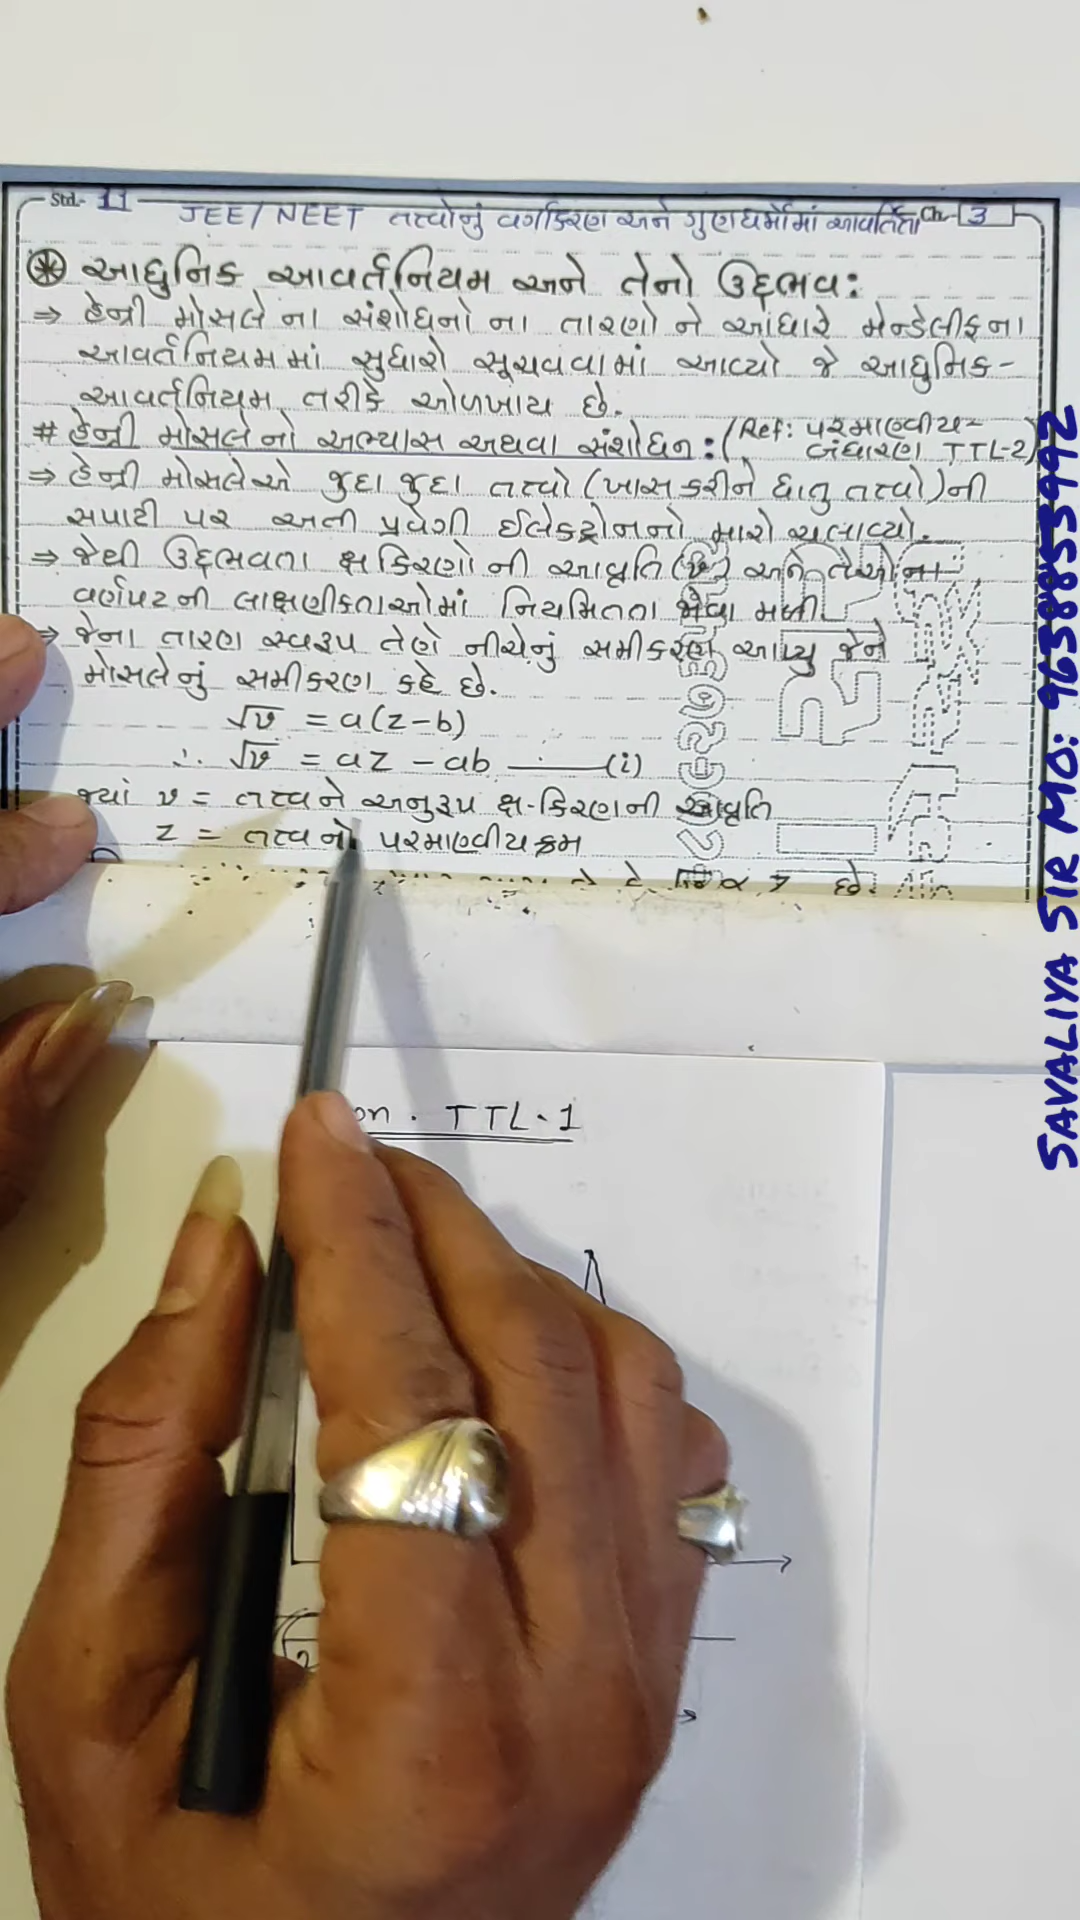 Std.- 11
JEE/NEET તત્ત્વોનું વર્ગીકરણ અને ગુણધર્મોમાં આવર્તિતા Ch- 3
આધુનિક આવર્તનિયમ અને તેનો ઉદ્દભવ:
⇒ હેન્રી મોસલે ના સંશોધનો ના તારણો ને આધારે મેન્ડેલીફના
આવર્તનિયમમાં સુધારો સૂચવવામાં આવ્યો જે આધુનિક-
આવર્તનિયમ તરીકે ઓળખાય છે.
# હેન્રી મોસલેનો અભ્યાસ અથવા સંશોધન: (Ref: પરમાણ્વીય-
બંધારણ TTL-2)
⇒ હેન્રી મોસલેએ જુદા જુદા તત્ત્વો (ખાસ કરીને ધાતુ તત્ત્વો)ની
સપાટી પર અતી પ્રવેગી ઈલેક્ટ્રોનનો મારો ચલાવ્યો.
⇒ જેથી ઉદ્દભવતા ક્ષ કિરણો ની આવૃતિ અને તેઓના
વર્ણપટની લાક્ષણીકતાઓમાં નિયમિતતા જોવા મળી.
⇒ જેના તારણ સ્વરૂપ તેણે નીચેનું સમીકરણ આપ્યુ જેને
મોસલેનું સમીકરણ કહે છે.
√ν = a(z-b)
∴ √ν = az - ab ——— (i)
જ્યાં ν = તત્ત્વને અનુરૂપ ક્ષ-કિરણની આવૃતિ
z = તત્ત્વનો પરમાણ્વીયક્રમ
છે.
SAVALIYA SIR MO: 9638853992
TTL-1